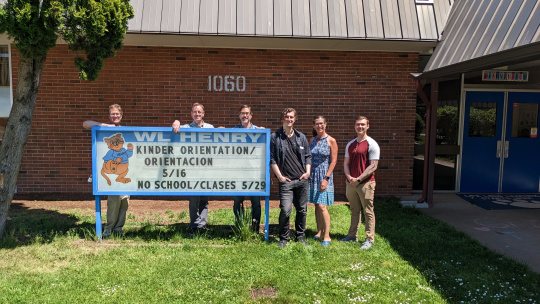 1060
WL HENRY
KINDER ORIENTATION/
ORIENTACION
5/16
NO SCHOOL/CLASES 5/29